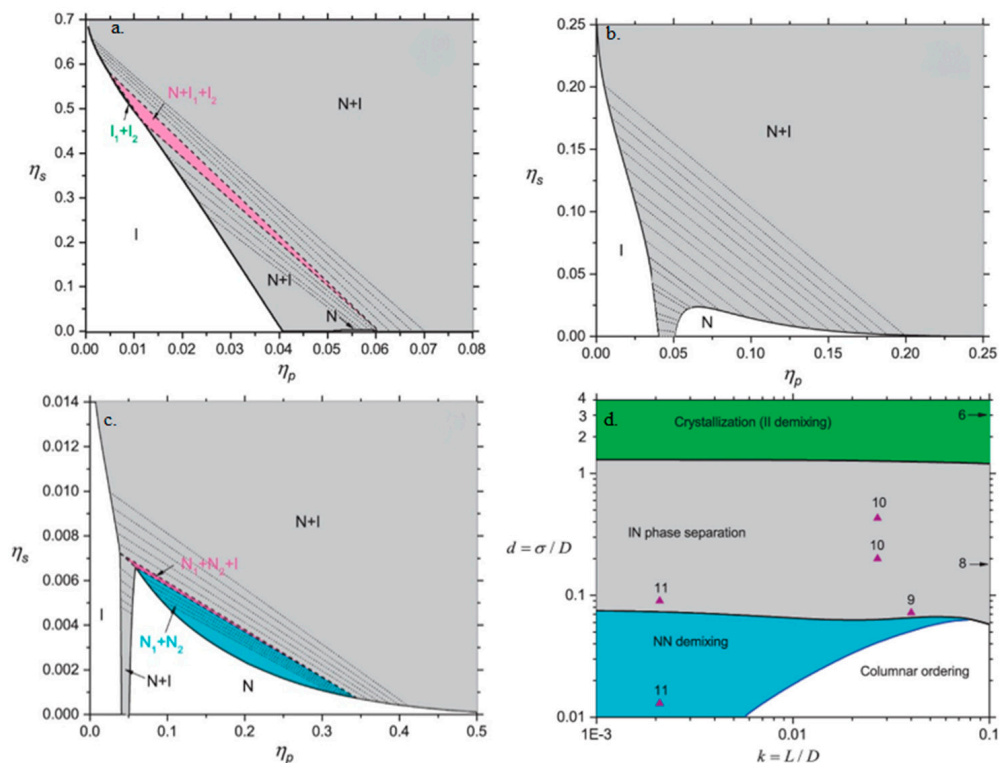 a.
0.7
0.6
0.5
0.4
0.3
0.2
0.1
0.0
ηs
N+I1+I2
I1+I2
N+I
I
N+I
N
0.00 0.01 0.02 0.03 0.04 0.05 0.06 0.07 0.08
ηp
b.
0.25
0.20
0.15
0.10
0.05
0.00
ηs
N+I
I
N
0.00 0.05 0.10 0.15 0.20 0.25
ηp
c.
0.014
0.012
0.010
0.008
0.006
0.004
0.002
0.000
ηs
N+I
N1+N2+I
I
N1+N2
N+I
N
0.0 0.1 0.2 0.3 0.4 0.5
ηp
d.
4
3
2
1
0.1
0.01
d = σ / D
Crystallization (II demixing)
6
10
IN phase separation
10
8
11
9
NN demixing
Columnar ordering
11
1E-3 0.01 0.1
k = L / D